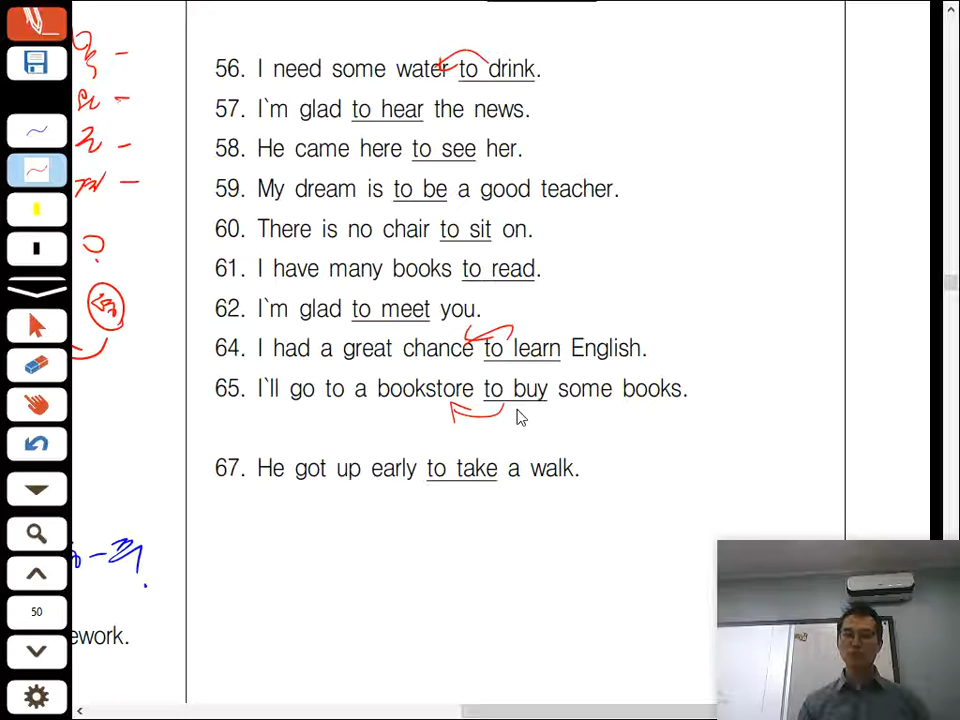 56. I need some water to drink.
57. I`m glad to hear the news.
58. He came here to see her.
59. My dream is to be a good teacher.
60. There is no chair to sit on.
61. I have many books to read.
62. I`m glad to meet you.
64. I had a great chance to learn English.
65. I`ll go to a bookstore to buy some books.
67. He got up early to take a walk.
50
ework.